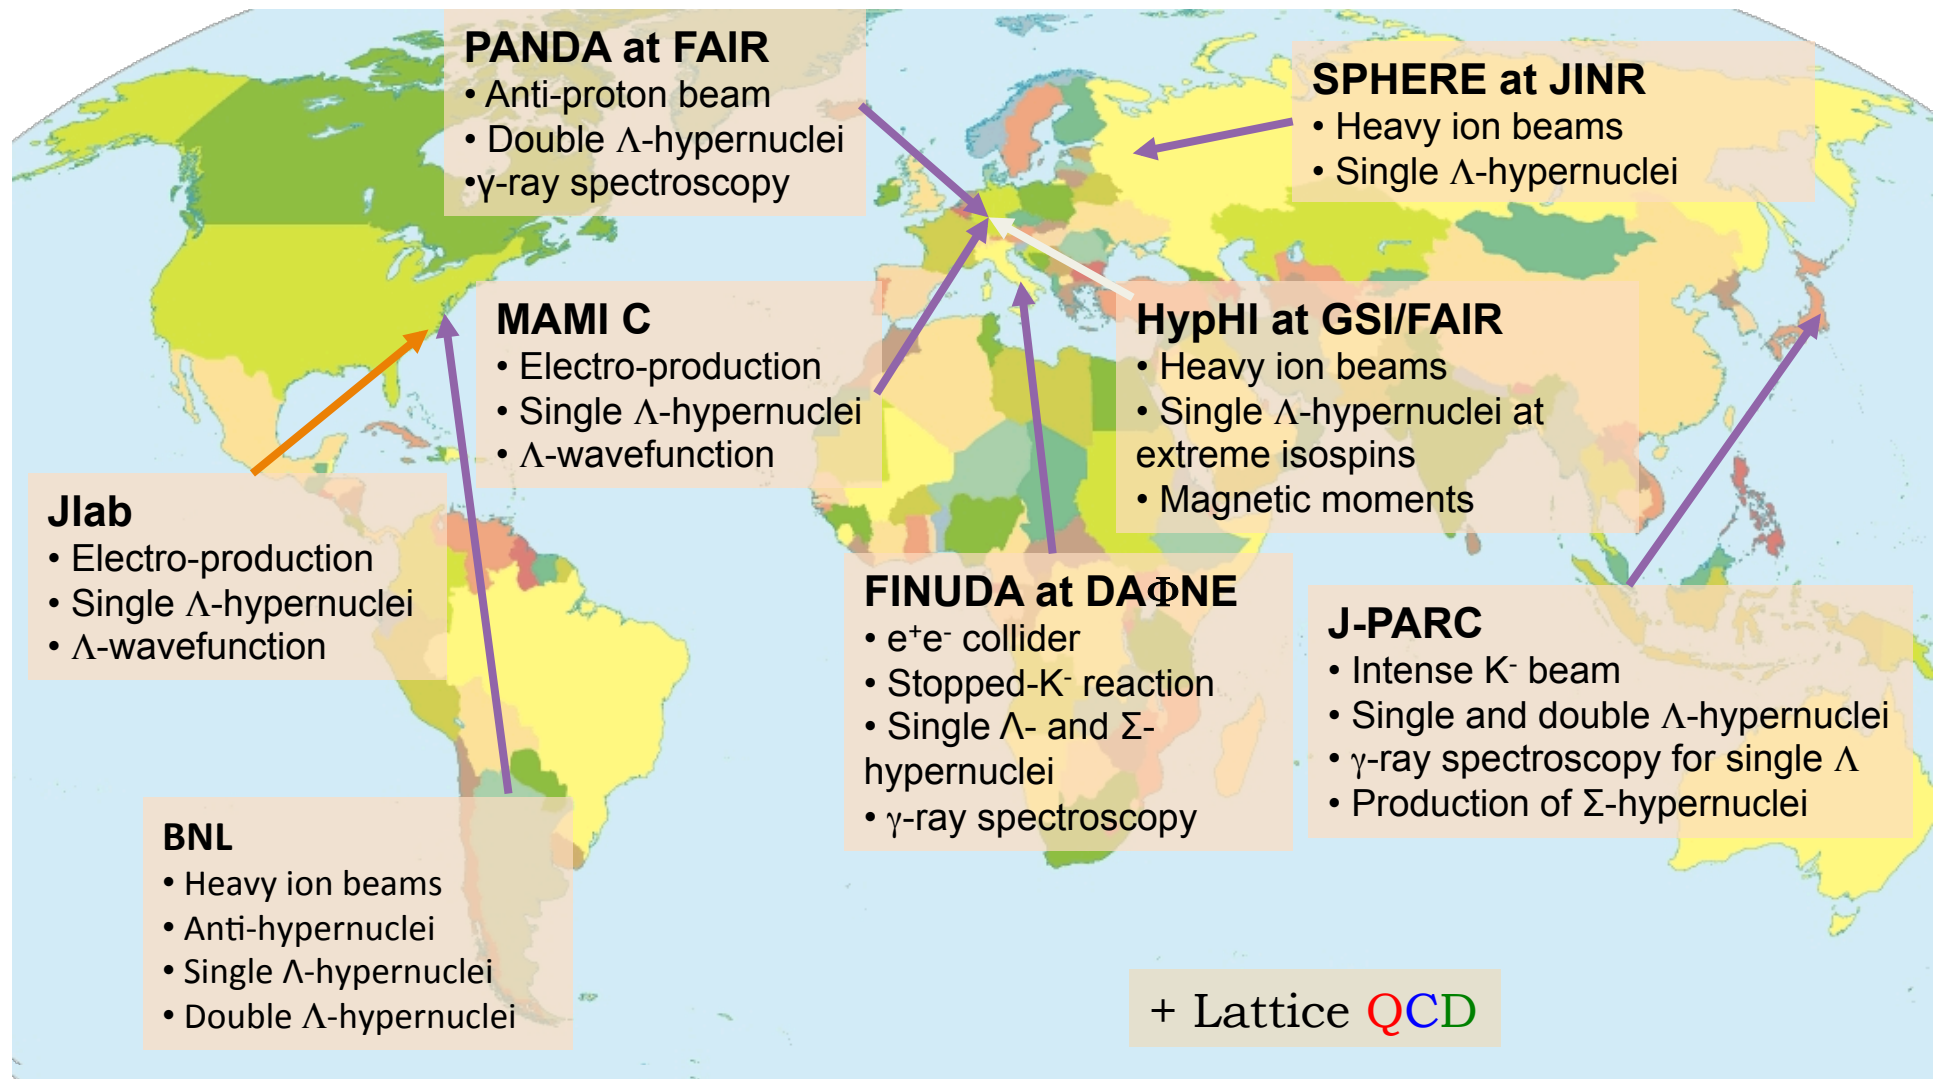 PANDA at FAIR
• Anti-proton beam
• Double Λ-hypernuclei
•γ-ray spectroscopy
SPHERE at JINR
• Heavy ion beams
• Single Λ-hypernuclei
MAMI C
• Electro-production
• Single Λ-hypernuclei
• Λ-wavefunction
HypHI at GSI/FAIR
• Heavy ion beams
• Single Λ-hypernuclei at
extreme isospins
• Magnetic moments
Jlab
• Electro-production
• Single Λ-hypernuclei
• Λ-wavefunction
FINUDA at DAΦNE
• e⁺e⁻ collider
• Stopped-K⁻ reaction
• Single Λ- and Σ-
hypernuclei
• γ-ray spectroscopy
J-PARC
• Intense K⁻ beam
• Single and double Λ-hypernuclei
• γ-ray spectroscopy for single Λ
• Production of Σ-hypernuclei
BNL
• Heavy ion beams
• Anti-hypernuclei
• Single Λ-hypernuclei
• Double Λ-hypernuclei
+ Lattice QCD